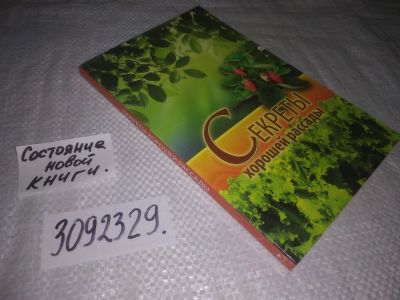 СЕКРЕТЫ
ХОРОШЕЙ РАССАДЫ
Состояние
новой
книги.
3092329.